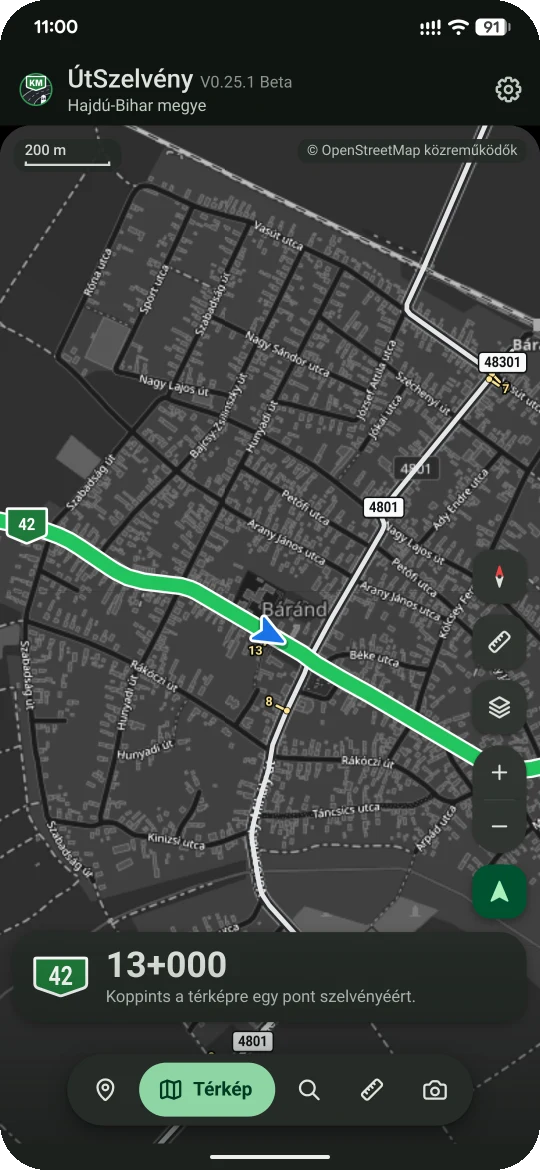 11:00
91
KM
ÚtSzelvény V0.25.1 Beta
Hajdú-Bihar megye
200 m
© OpenStreetMap közreműködők
Vasút utca
Róna utca
Sport utca
Szabadság út
48301
7
Nagy Sándor utca
József Attila utca
Széchenyi út
Nagy Lajos út
Bajcsy-Zsilinszky út
Hunyadi út
Jókai utca
4801
Szabadság út
Ady Endre utca
Petőfi utca
4801
42
Arany János utca
Nagy Lajos út
Petőfi utca
Arany János utca
Báránd
13
Béke utca
Szabadság út
Rákóczi út
Hunyadi út
8
Hunyadi út
Rákóczi út
Táncsics utca
Árpád utca
Szabadság út
Kinizsi utca
42
13+000
Koppints a térképre egy pont szelvényéért.
4801
Térkép